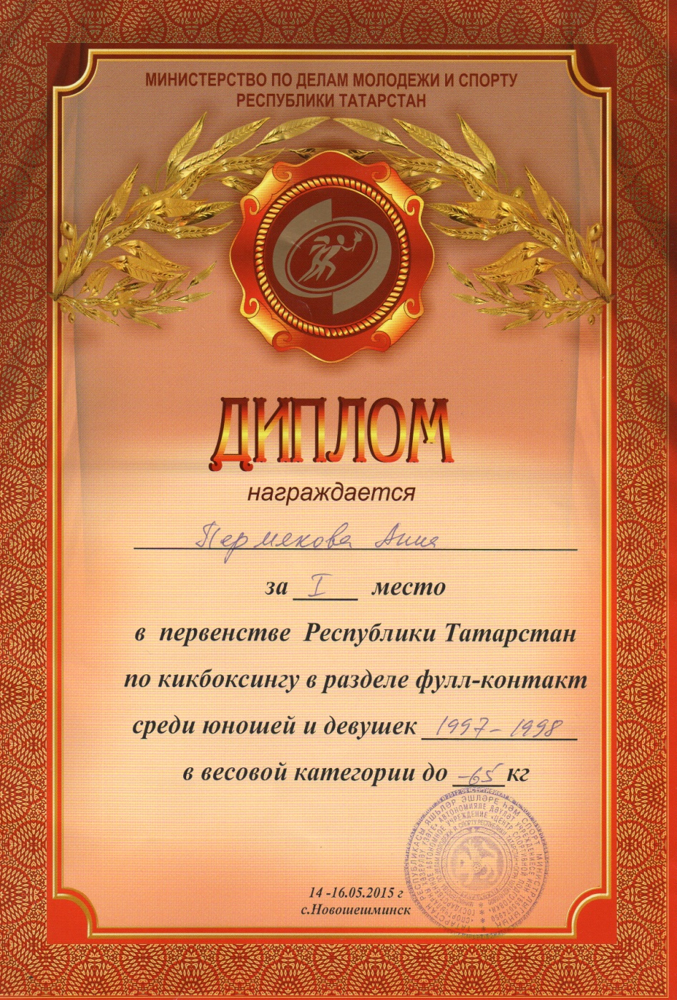 МИНИСТЕРСТВО ПО ДЕЛАМ МОЛОДЕЖИ И СПОРТУ
РЕСПУБЛИКИ ТАТАРСТАН
ДИПЛОМ
награждается
Пермякова Анна
за I место
в первенстве Республики Татарстан
по кикбоксингу в разделе фулл-контакт
среди юношей и девушек 1997-1998
в весовой категории до -65 кг
14 -16.05.2015 г
с.Новошешминск